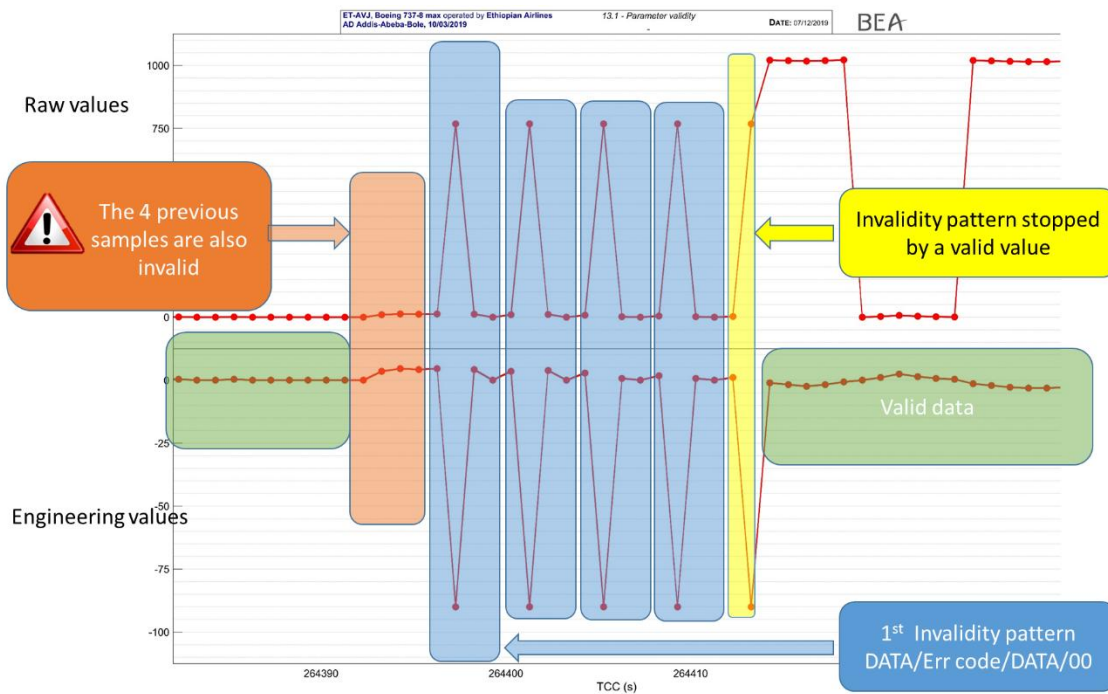 ET-AVJ, Boeing 737-8 max operated by Ethiopian Airlines
AD Addis-Abeba-Bole, 10/03/2019
13.1 - Parameter validity
-
DATE: 07/12/2019
BEA
1000
Raw values
750
The 4 previous
samples are also
invalid
Invalidity pattern stopped
by a valid value
0
0
Valid data
-25
Engineering values
-50
-75
-100
1st Invalidity pattern
DATA/Err code/DATA/00
264390
264400
264410
TCC (s)